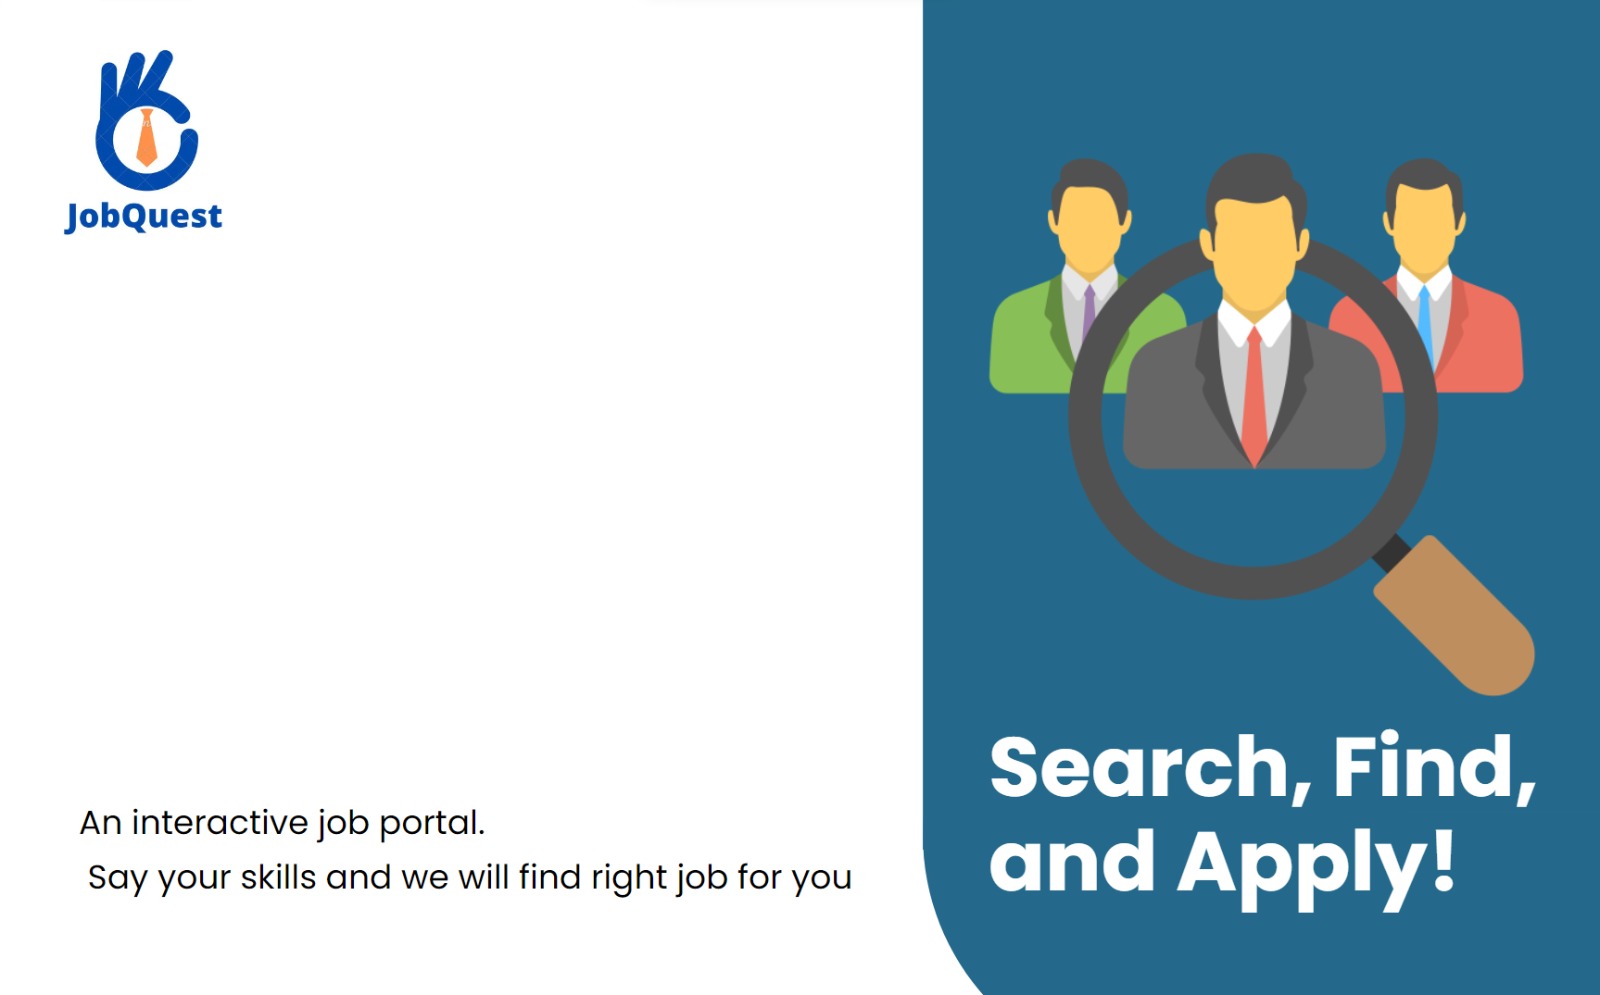 JobQuest
An interactive job portal.
Say your skills and we will find right job for you
Search, Find,
and Apply!